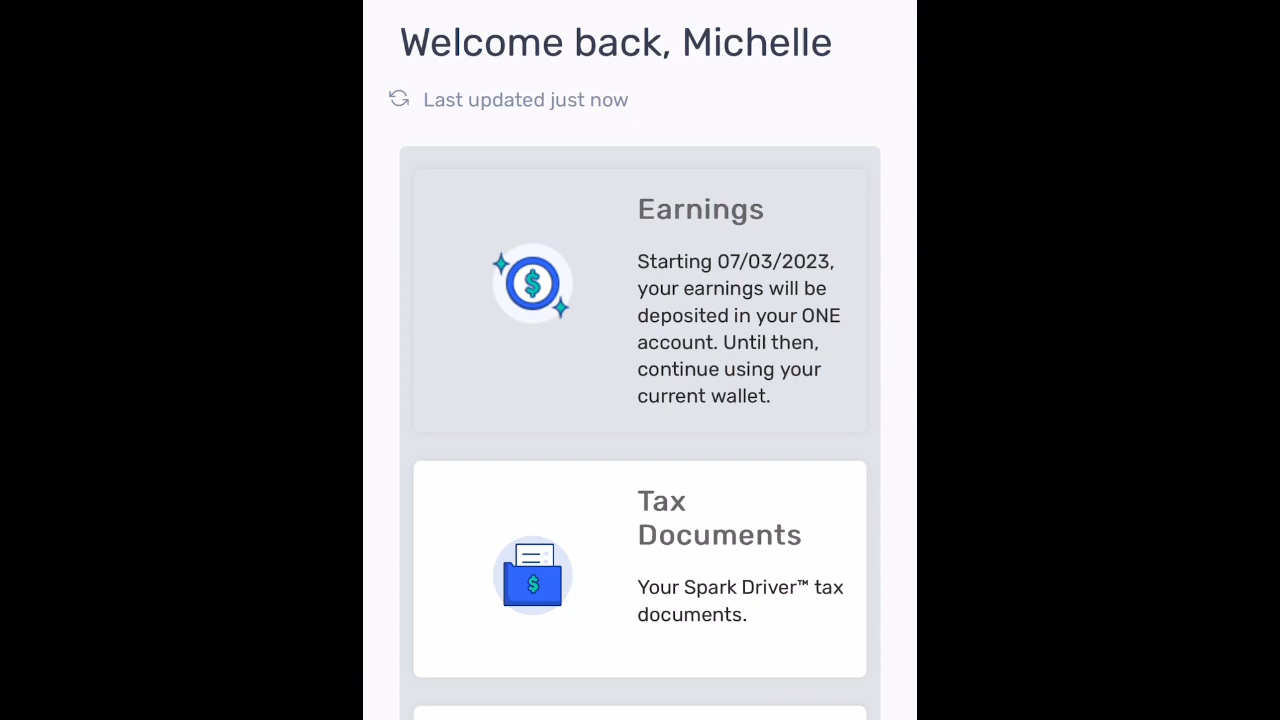 Welcome back, Michelle
Last updated just now
Earnings
Starting 07/03/2023,
your earnings will be
deposited in your ONE
account. Until then,
continue using your
current wallet.
$
Tax
Documents
Your Spark Driver™ tax
documents.
$